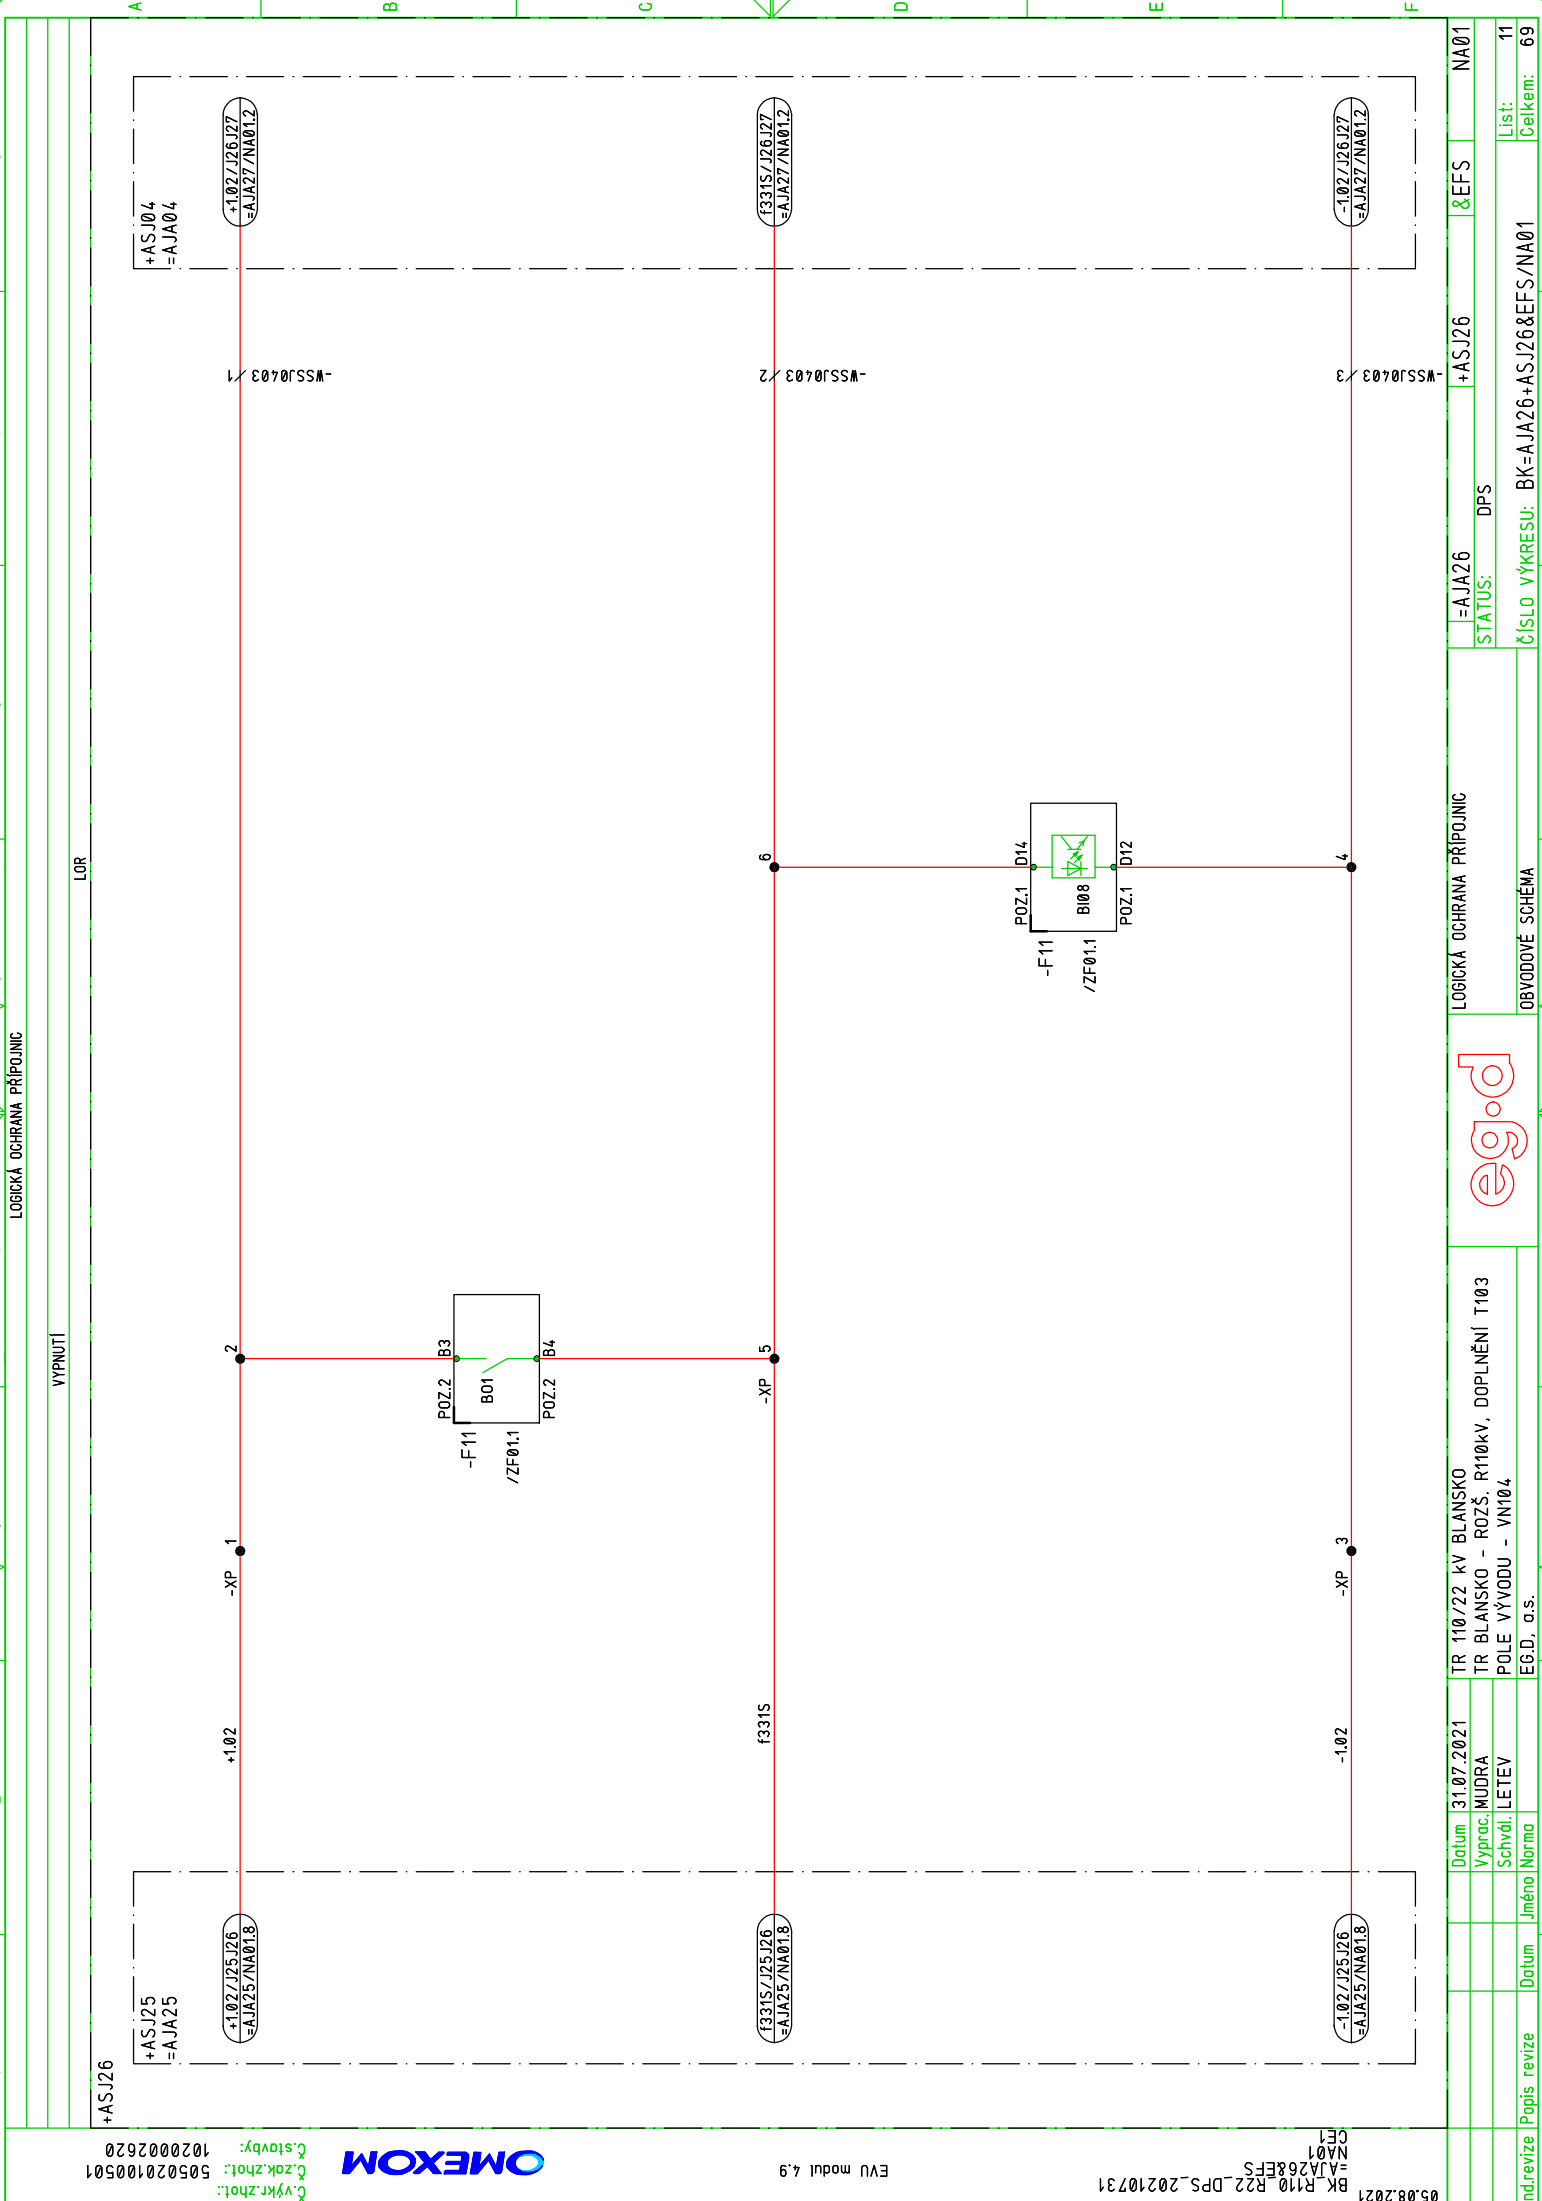 LOGICKÁ OCHRANA PŘÍPOJNIC
VYPNUTÍ
LOR
+ASJ26
+ASJ25
=AJA25
+ASJ04
=AJA04
A
B
C
D
E
F
+1.02/J25J26
=AJA25/NA01.8
+1.02
-XP
1
2
-WSSJ0403
1
+1.02/J26J27
=AJA27/NA01.2
-F11
/ZF01.1
POZ.2
B3
BO1
POZ.2
B4
f331S/J25J26
=AJA25/NA01.8
f331S
-XP
5
6
-WSSJ0403
2
f331S/J26J27
=AJA27/NA01.2
-F11
/ZF01.1
POZ.1
D14
BI08
POZ.1
D12
-1.02/J25J26
=AJA25/NA01.8
-1.02
-XP
3
4
-WSSJ0403
3
-1.02/J26J27
=AJA27/NA01.2
Č.výkr.zhot.:
Č.zak.zhot.: 505020100501
Č.stavby: 1020002620
OMEXOM
EVU modul 4.9
05.08.2021
BK_R110_R22_DPS_20210731
=AJA26&EFS
NA01
CE1
nd.revize
Popis revize
Datum
Jméno
Datum 31.07.2021
Vyprac. MUDRA
Schvál. LETEV
Norma
TR 110/22 kV BLANSKO
TR BLANSKO - ROZŠ. R110kV, DOPLNĚNÍ T103
POLE VÝVODU - VN104
EG.D, a.s.
eg·d
LOGICKÁ OCHRANA PŘÍPOJNIC
OBVODOVÉ SCHÉMA
=AJA26
+ASJ26
&EFS
NA01
STATUS: DPS
List: 11
ČÍSLO VÝKRESU: BK=AJA26+ASJ26&EFS/NA01
Celkem: 69